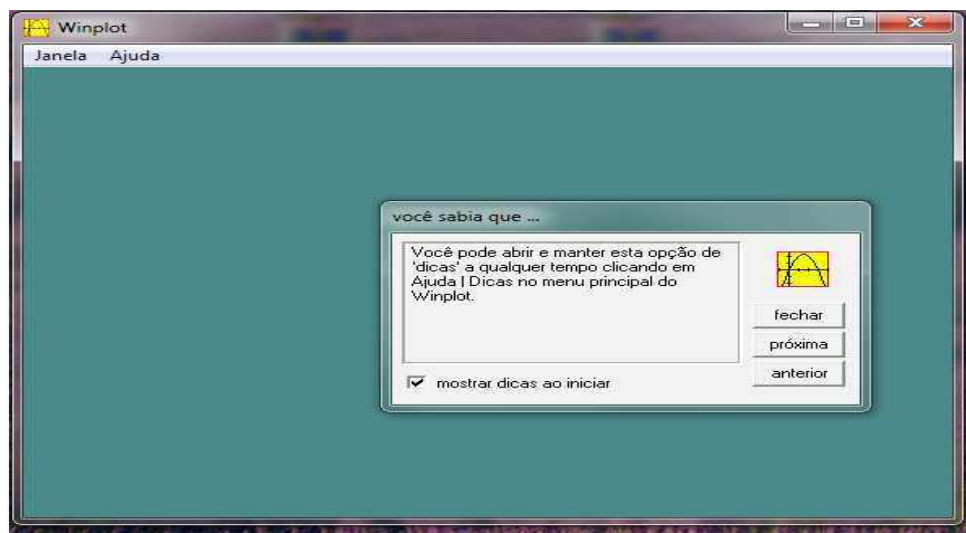 Winplot
Janela Ajuda
você sabia que ...
Você pode abrir e manter esta opção de
'dicas' a qualquer tempo clicando em
Ajuda | Dicas no menu principal do
Winplot.
fechar
próxima
anterior
mostrar dicas ao iniciar